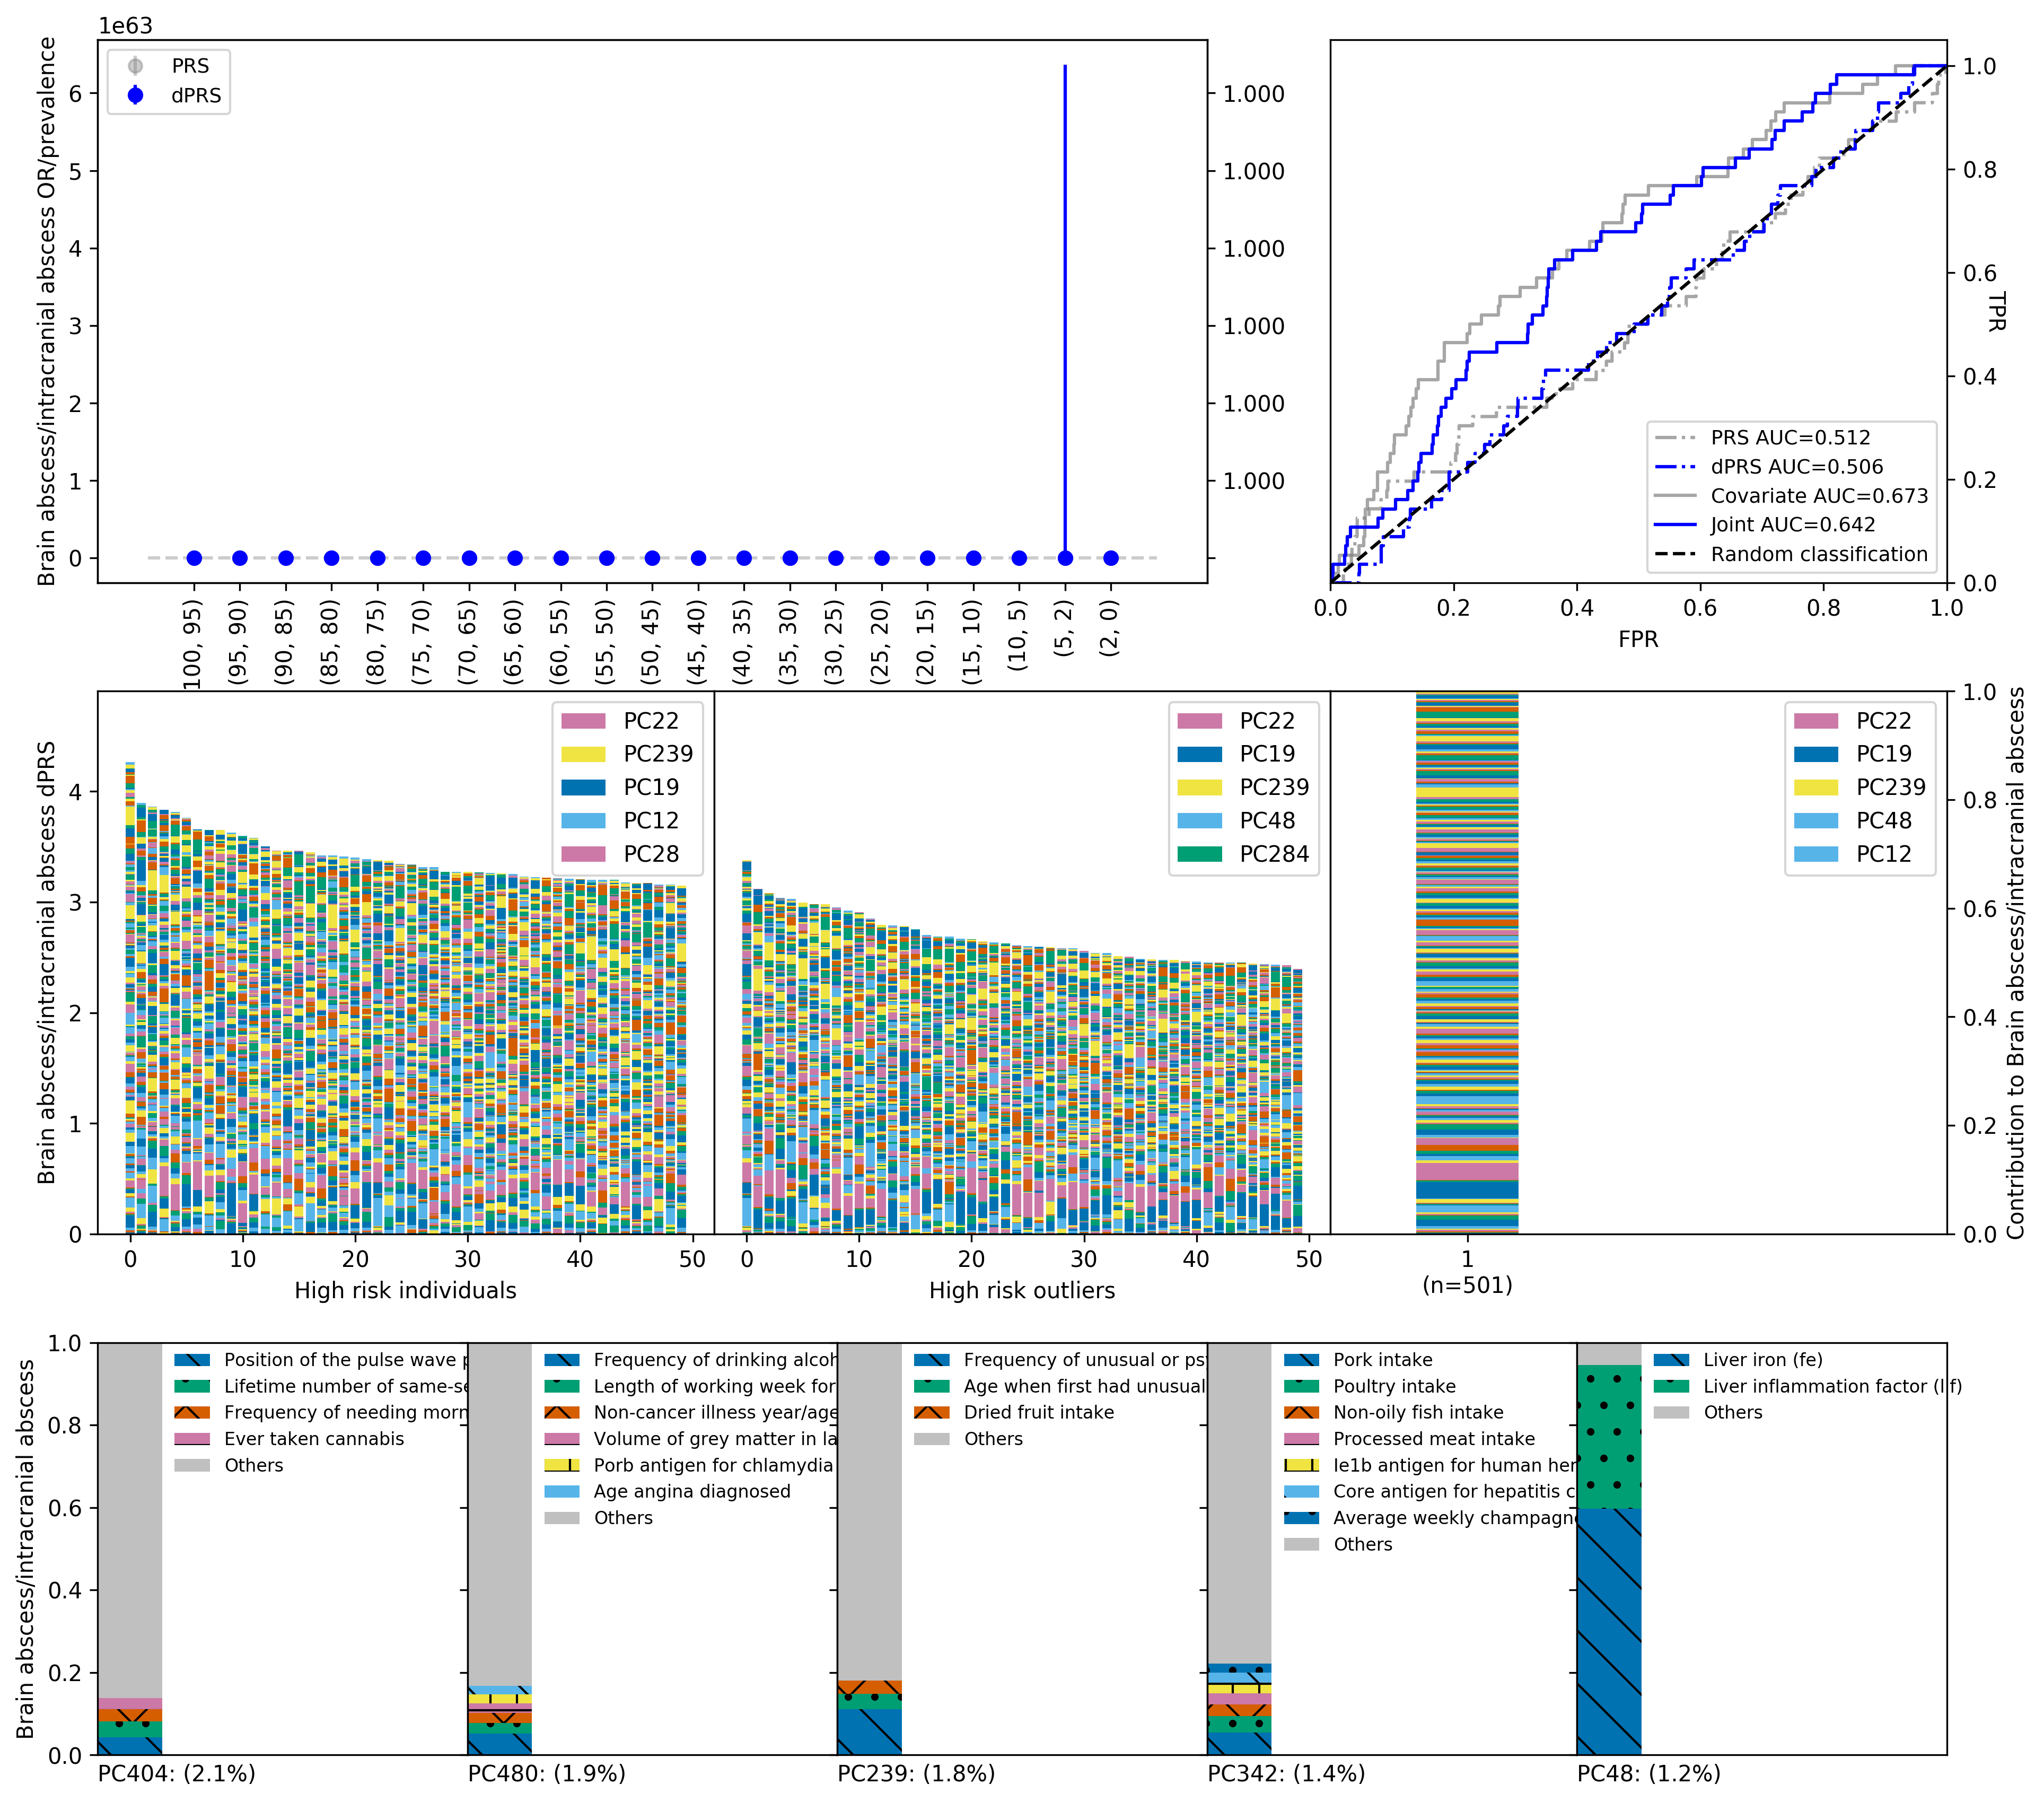 1e63
Brain abscess/intracranial abscess OR/prevalence
6
5
4
3
2
1
0
PRS
dPRS
1.000
1.000
1.000
1.000
1.000
1.000
100, 95)
(95, 90)
(90, 85)
(85, 80)
(80, 75)
(75, 70)
(70, 65)
(65, 60)
(60, 55)
(55, 50)
(50, 45)
(45, 40)
(40, 35)
(35, 30)
(30, 25)
(25, 20)
(20, 15)
(15, 10)
(10, 5)
(5, 2)
(2, 0)
PRS AUC=0.512
dPRS AUC=0.506
Covariate AUC=0.673
Joint AUC=0.642
Random classification
1.0
0.8
0.6
0.4
0.2
0.0
TPR
0.0 0.2 0.4 0.6 0.8 1.0
FPR
Brain abscess/intracranial abscess dPRS
4
3
2
1
0
PC22
PC239
PC19
PC12
PC28
0 10 20 30 40 50
High risk individuals
PC22
PC19
PC239
PC48
PC284
0 10 20 30 40 50
High risk outliers
PC22
PC19
PC239
PC48
PC12
1
(n=501)
1.0
0.8
0.6
0.4
0.2
0.0
Contribution to Brain abscess/intracranial abscess
Brain abscess/intracranial abscess
1.0
0.8
0.6
0.4
0.2
0.0
Position of the pulse wave
Lifetime number of same-se
Frequency of needing morn
Ever taken cannabis
Others
PC404: (2.1%)
Frequency of drinking alcoh
Length of working week for
Non-cancer illness year/age
Volume of grey matter in la
Porb antigen for chlamydia
Age angina diagnosed
Others
PC480: (1.9%)
Frequency of unusual or psy
Age when first had unusual
Dried fruit intake
Others
PC239: (1.8%)
Pork intake
Poultry intake
Non-oily fish intake
Processed meat intake
Ie1b antigen for human her
Core antigen for hepatitis c
Average weekly champagne
Others
PC342: (1.4%)
Liver iron (fe)
Liver inflammation factor (lif)
Others
PC48: (1.2%)